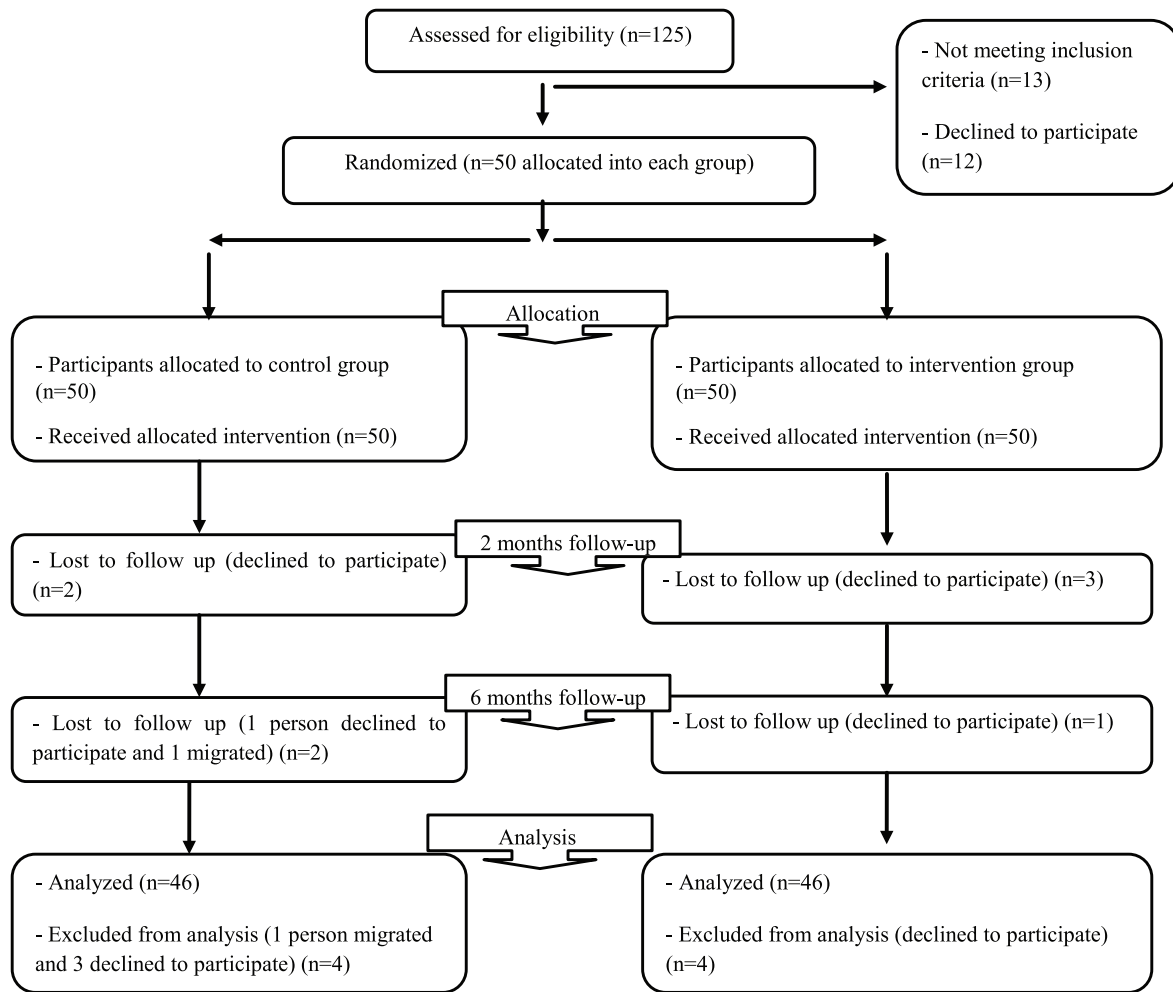 Assessed for eligibility (n=125)
- Not meeting inclusion
criteria (n=13)
- Declined to participate
(n=12)
Randomized (n=50 allocated into each group)
Allocation
- Participants allocated to control group
(n=50)
- Received allocated intervention (n=50)
- Participants allocated to intervention group
(n=50)
- Received allocated intervention (n=50)
2 months follow-up
- Lost to follow up (declined to participate)
(n=2)
- Lost to follow up (declined to participate) (n=3)
6 months follow-up
- Lost to follow up (1 person declined to
participate and 1 migrated) (n=2)
- Lost to follow up (declined to participate) (n=1)
Analysis
- Analyzed (n=46)
- Excluded from analysis (1 person migrated
and 3 declined to participate) (n=4)
- Analyzed (n=46)
- Excluded from analysis (declined to participate)
(n=4)